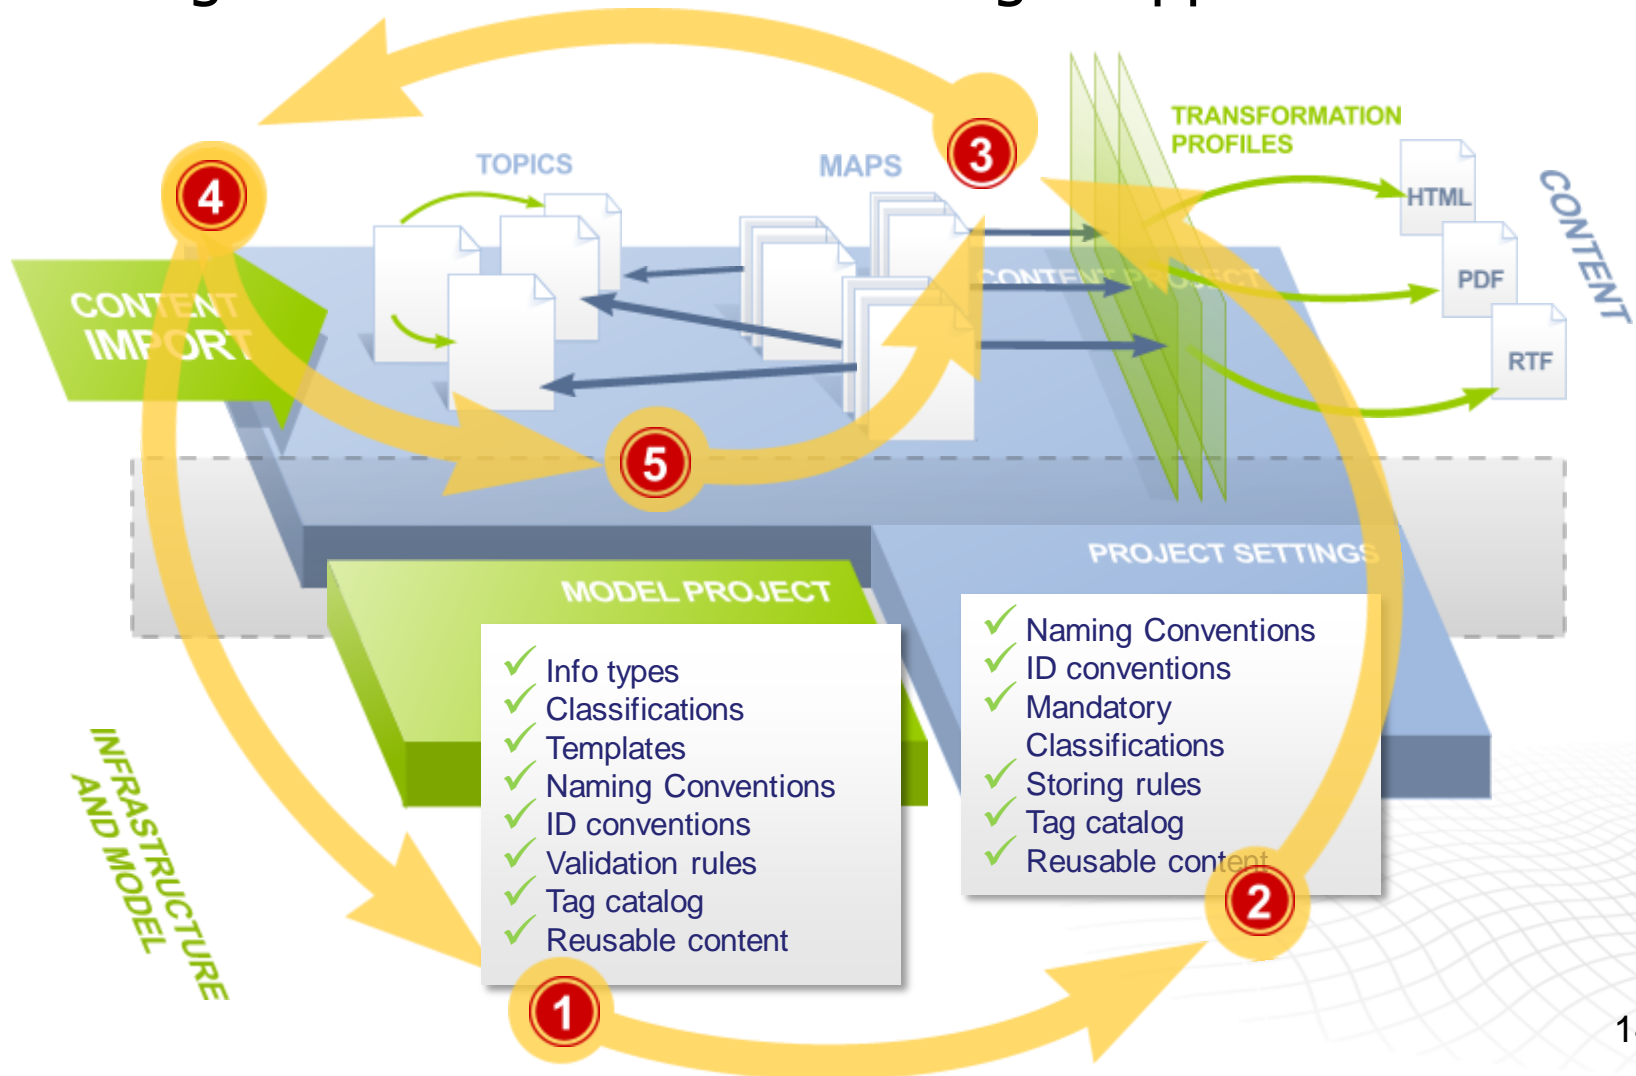 3
TRANSFORMATION
PROFILES
4
TOPICS
MAPS
HTML
CONTENT
PDF
RTF
CONTENT
IMPORT
CONTENT PROJECT
5
PROJECT SETTINGS
MODEL PROJECT
Info types
Classifications
Templates
Naming Conventions
ID conventions
Validation rules
Tag catalog
Reusable content
Naming Conventions
ID conventions
Mandatory
Classifications
Storing rules
Tag catalog
Reusable content
2
INFRASTRUCTURE
AND MODEL
1